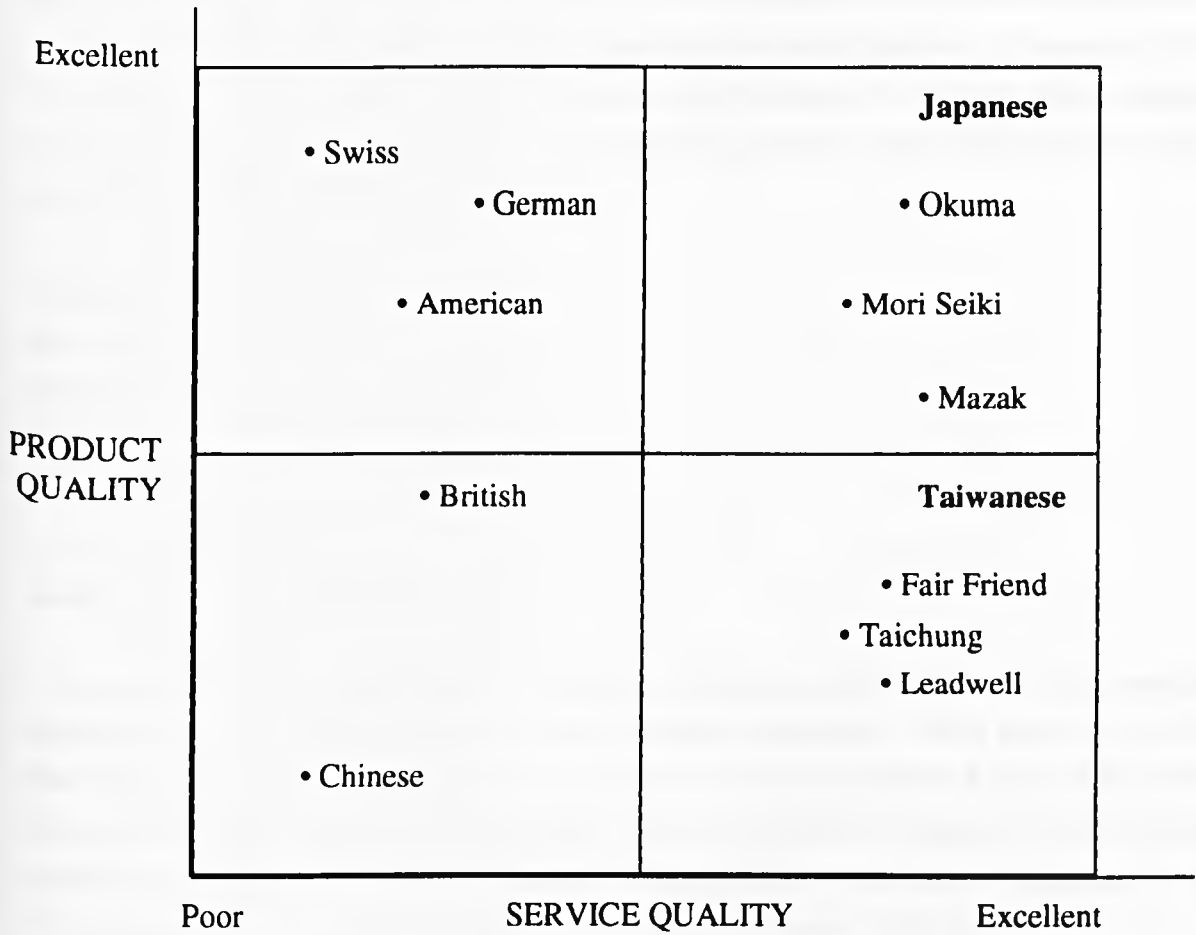 Excellent
Japanese
• Swiss
• German
• Okuma
• American
• Mori Seiki
• Mazak
PRODUCT
QUALITY
• British
Taiwanese
• Fair Friend
• Taichung
• Leadwell
• Chinese
Poor
SERVICE QUALITY
Excellent